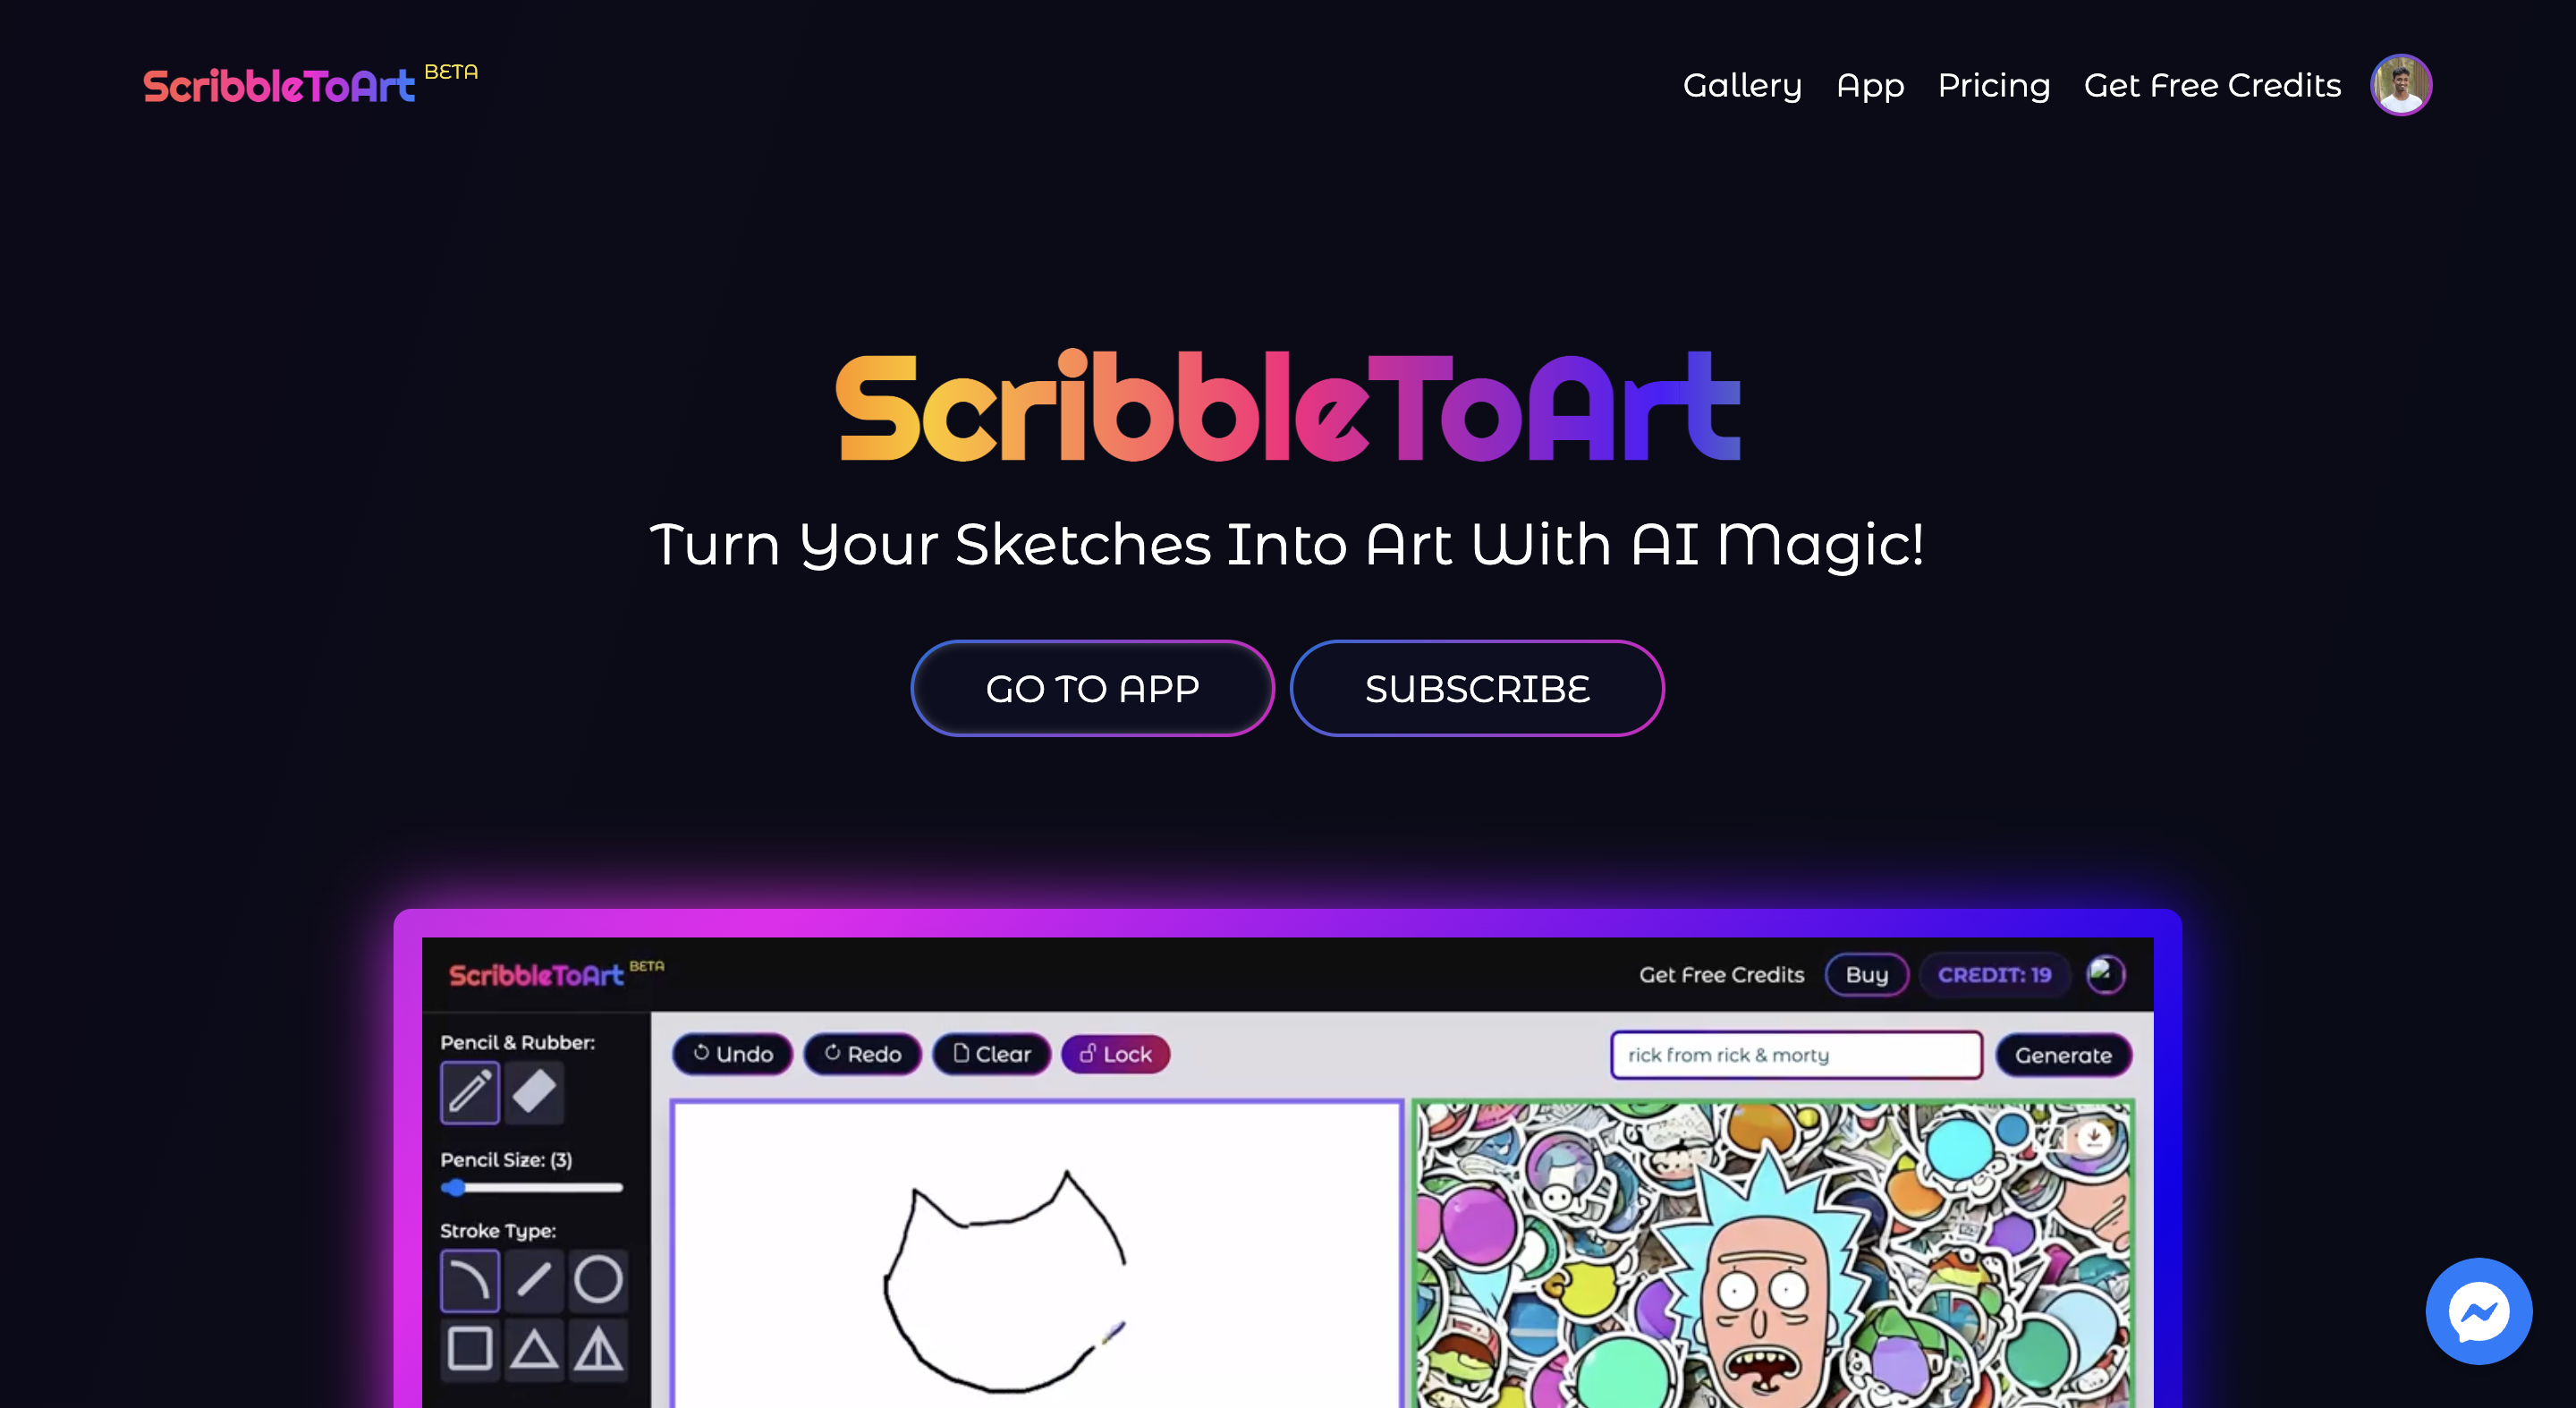 ScribbleToArt BETA
Gallery App Pricing Get Free Credits
ScribbleToArt
Turn Your Sketches Into Art With AI Magic!
GO TO APP SUBSCRIBE
ScribbleToArt BETA
Get Free Credits Buy CREDIT: 19
Pencil & Rubber:
Undo Redo Clear Lock
rick from rick & morty Generate
Pencil Size: (3)
Stroke Type: